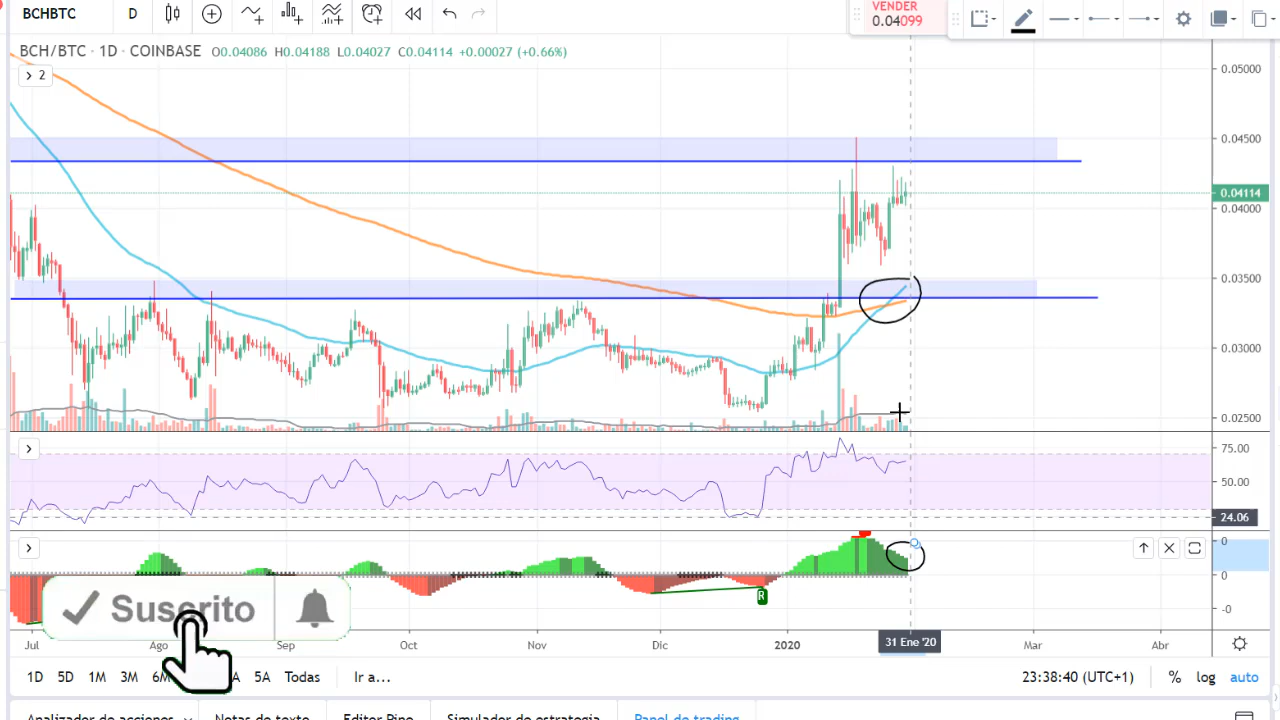 BCHBTC D
VENDER
0.04099
BCH/BTC · 1D · COINBASE O0.04086 H0.04188 L0.04027 C0.04114 +0.00027 (+0.66%)
2
0.05000
0.04500
0.04114
0.04000
0.03500
0.03000
0.02500
75.00
50.00
24.06
0
0
-0
R
Suscrito
Jul Ago Sep Oct Nov Dic 2020 31 Ene '20 Mar Abr
1D 5D 1M 3M 6M A 5A Todas Ir a... 23:38:40 (UTC+1) % log auto
Analizador de acciones Notas de texto Editor Pine Simulador de estrategia Panel de trading